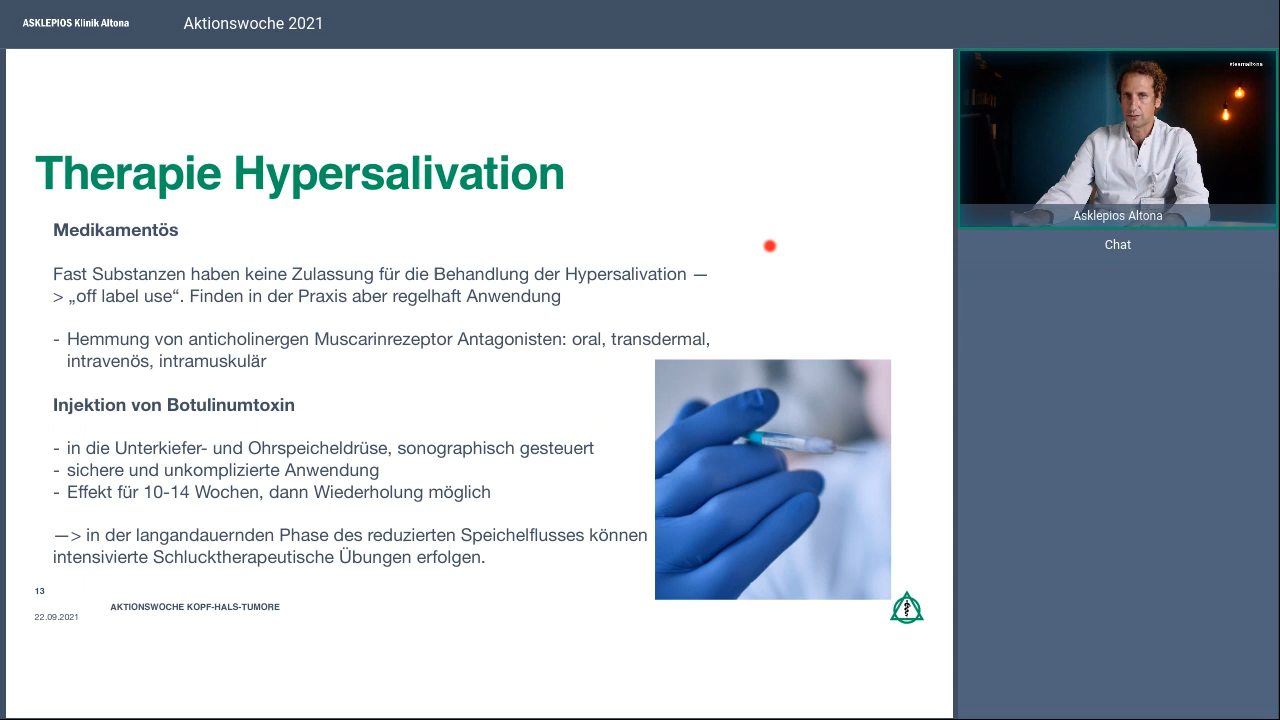 ASKLEPIOS Klinik Altona
Aktionswoche 2021
#teamaltona
Therapie Hypersalivation
Medikamentös
Fast Substanzen haben keine Zulassung für die Behandlung der Hypersalivation —
> „off label use“. Finden in der Praxis aber regelhaft Anwendung
- Hemmung von anticholinergen Muscarinrezeptor Antagonisten: oral, transdermal,
intravenös, intramuskulär
Injektion von Botulinumtoxin
- in die Unterkiefer- und Ohrspeicheldrüse, sonographisch gesteuert
- sichere und unkomplizierte Anwendung
- Effekt für 10-14 Wochen, dann Wiederholung möglich
—> in der langandauernden Phase des reduzierten Speichelflusses können
intensivierte Schlucktherapeutische Übungen erfolgen.
13
AKTIONSWOCHE KOPF-HALS-TUMORE
22.09.2021
Asklepios Altona
Chat